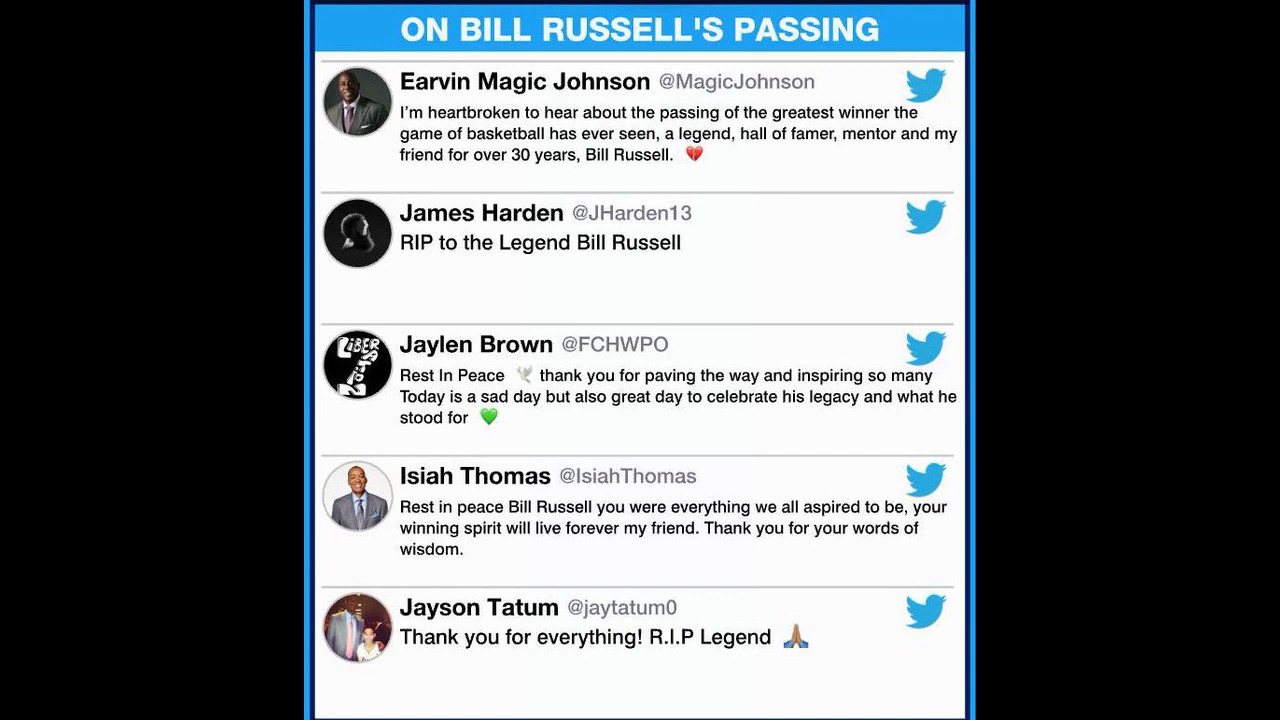 ON BILL RUSSELL'S PASSING
Earvin Magic Johnson @MagicJohnson
I'm heartbroken to hear about the passing of the greatest winner the
game of basketball has ever seen, a legend, hall of famer, mentor and my
friend for over 30 years, Bill Russell. 💔
James Harden @JHarden13
RIP to the Legend Bill Russell
Jaylen Brown @FCHWPO
Rest In Peace 🕊 thank you for paving the way and inspiring so many
Today is a sad day but also great day to celebrate his legacy and what he
stood for 💚
Isiah Thomas @IsiahThomas
Rest in peace Bill Russell you were everything we all aspired to be, your
winning spirit will live forever my friend. Thank you for your words of
wisdom.
Jayson Tatum @jaytatum0
Thank you for everything! R.I.P Legend 🙏🏽